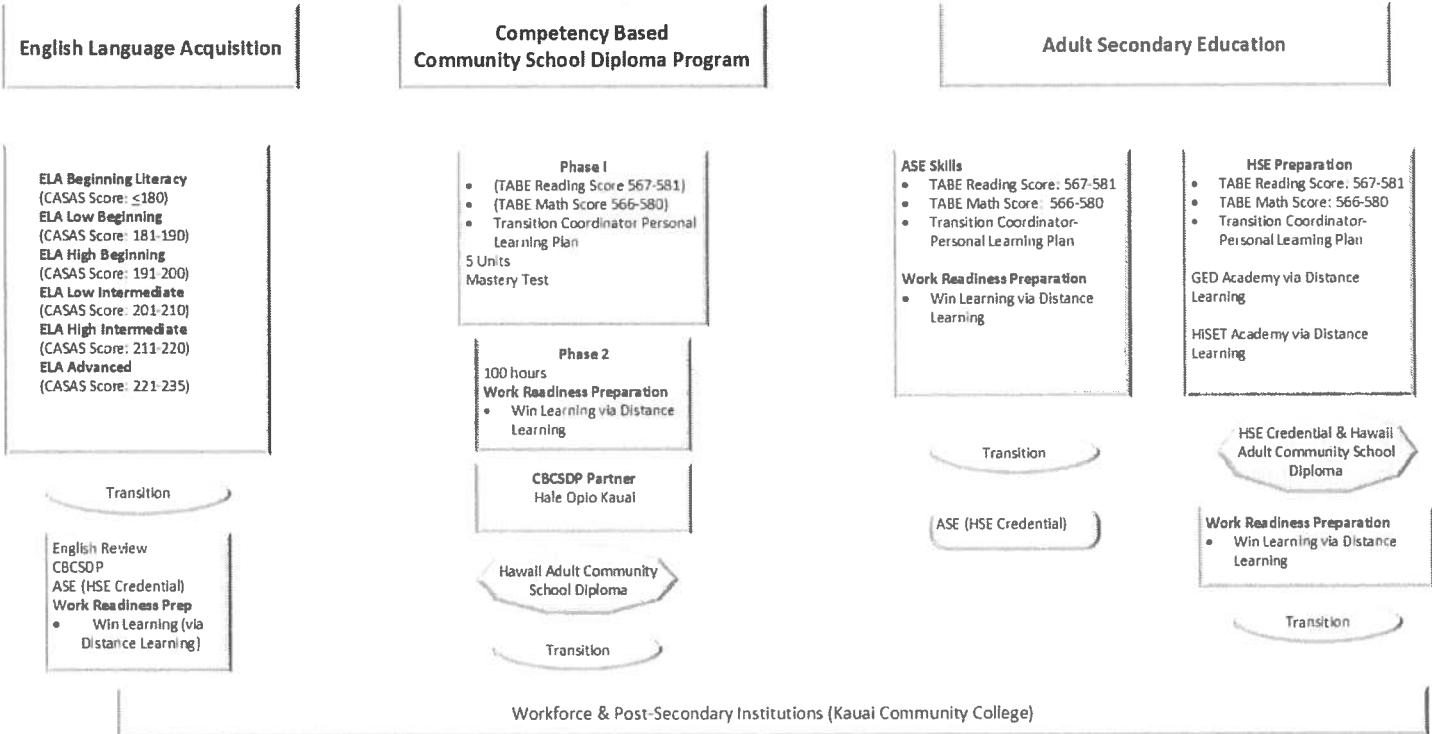 English Language Acquisition
Competency Based
Community School Diploma Program
Adult Secondary Education
ELA Beginning Literacy
(CASAS Score: ≤180)
ELA Low Beginning
(CASAS Score: 181-190)
ELA High Beginning
(CASAS Score: 191-200)
ELA Low Intermediate
(CASAS Score: 201-210)
ELA High Intermediate
(CASAS Score: 211-220)
ELA Advanced
(CASAS Score: 221-235)
Transition
English Review
CBCSDP
ASE (HSE Credential)
Work Readiness Prep
• Win Learning (via
Distance Learning)
Phase I
• (TABE Reading Score 567-581)
• (TABE Math Score 566-580)
• Transition Coordinator Personal
Learning Plan
5 Units
Mastery Test
Phase 2
100 hours
Work Readiness Preparation
• Win Learning via Distance
Learning
CBCSDP Partner
Hale Opio Kauai
Hawaii Adult Community
School Diploma
Transition
ASE Skills
• TABE Reading Score: 567-581
• TABE Math Score: 566-580
• Transition Coordinator-
Personal Learning Plan
Work Readiness Preparation
• Win Learning via Distance
Learning
Transition
ASE (HSE Credential)
HSE Preparation
• TABE Reading Score: 567-581
• TABE Math Score: 566-580
• Transition Coordinator-
Personal Learning Plan
GED Academy via Distance
Learning
HiSET Academy via Distance
Learning
HSE Credential & Hawaii
Adult Community School
Diploma
Work Readiness Preparation
• Win Learning via Distance
Learning
Transition
Workforce & Post-Secondary Institutions (Kauai Community College)